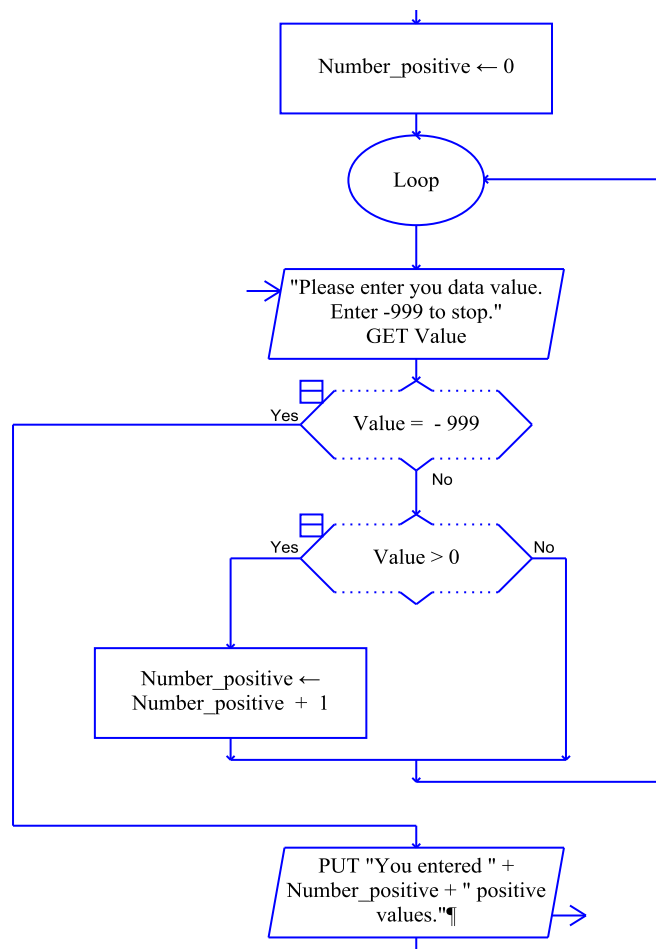 Number_positive ← 0
Loop
"Please enter you data value.
Enter -999 to stop."
GET Value
Yes
Value = - 999
No
Yes
Value > 0
No
Number_positive ←
Number_positive + 1
PUT "You entered " +
Number_positive + " positive
values."¶